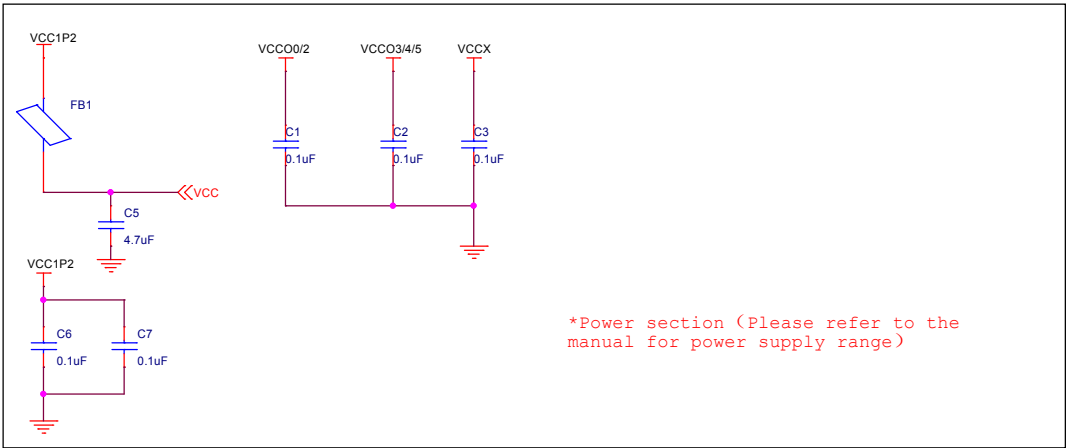 VCC1P2
FB1
VCC
C5
4.7uF
VCCO0/2
VCCO3/4/5
VCCX
C1
0.1uF
C2
0.1uF
C3
0.1uF
VCC1P2
C6
0.1uF
C7
0.1uF
*Power section（Please refer to the
manual for power supply range）